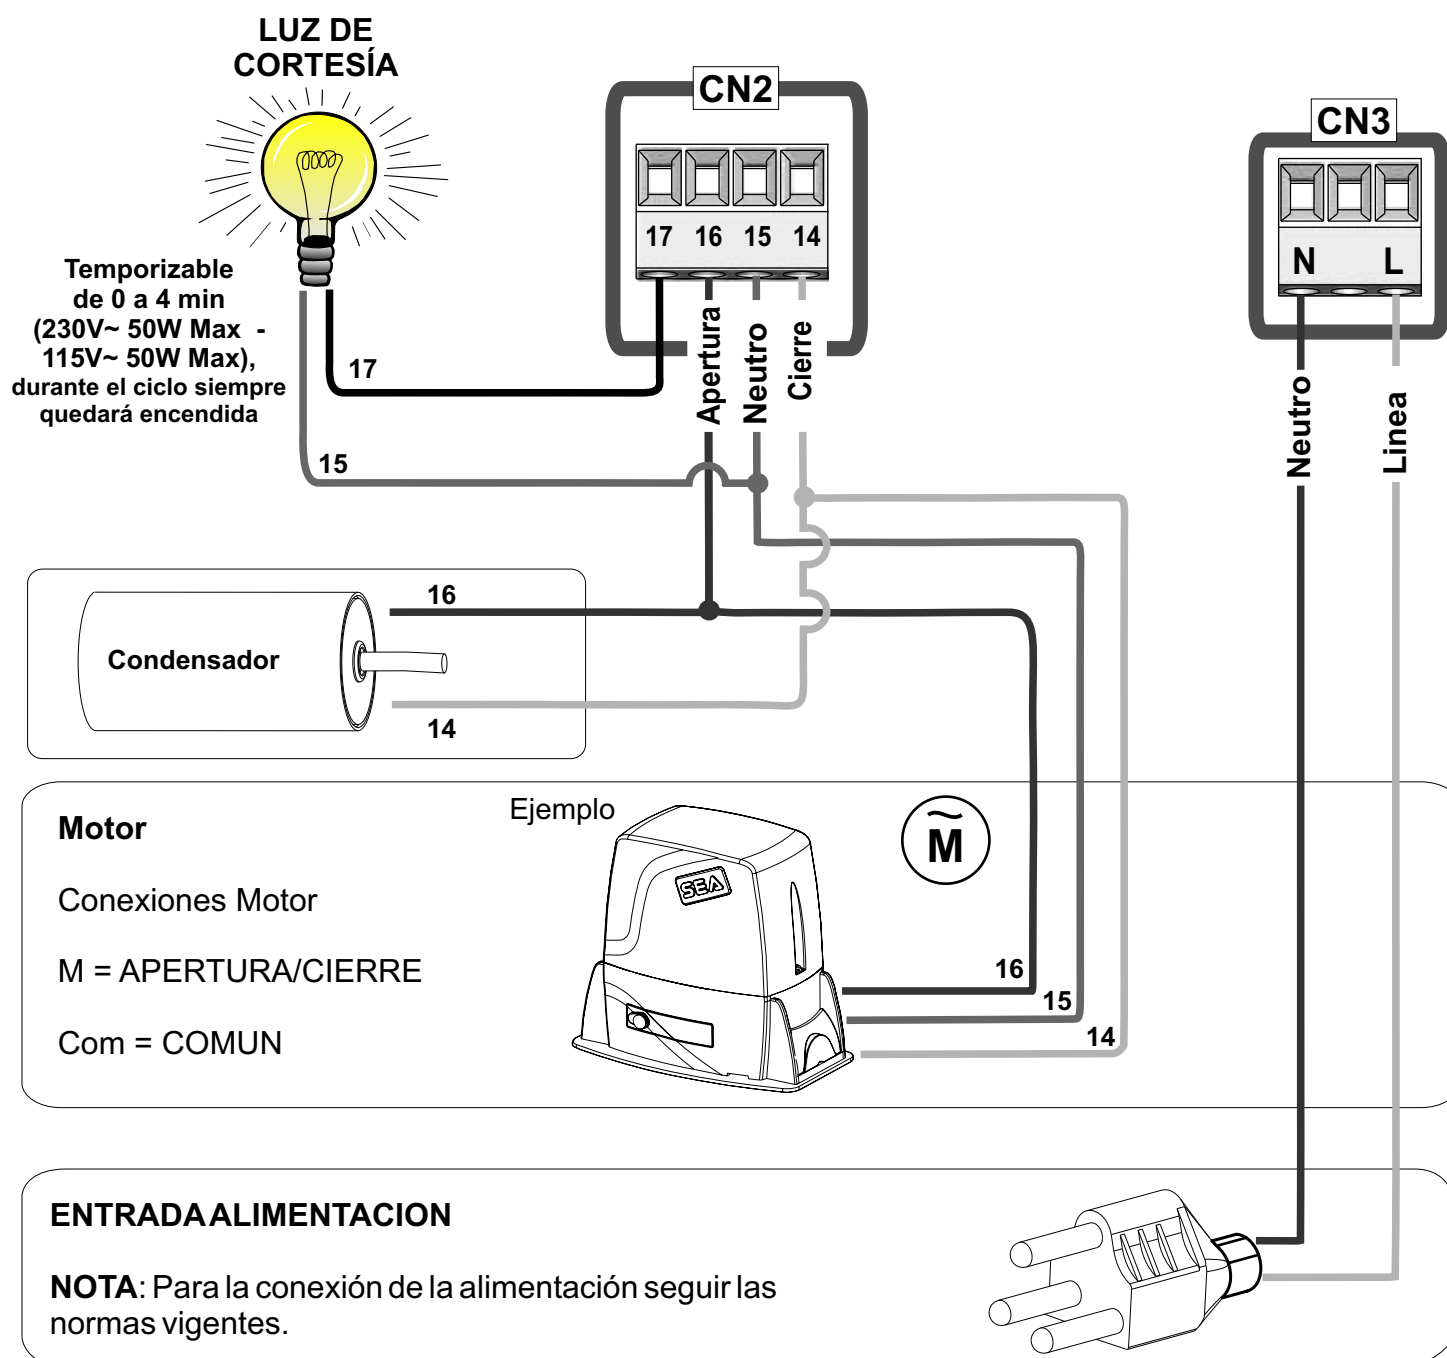 LUZ DE
CORTESÍA
Temporizable
de 0 a 4 min
(230V~ 50W Max -
115V~ 50W Max),
durante el ciclo siempre
quedará encendida
CN2
17 16 15 14
Apertura
Neutro
Cierre
17
15
CN3
N L
Neutro
Linea
Condensador
16
14
Motor
Conexiones Motor
M = APERTURA/CIERRE
Com = COMUN
Ejemplo
SEA
~
M
16
15
14
ENTRADA ALIMENTACION
NOTA: Para la conexión de la alimentación seguir las
normas vigentes.